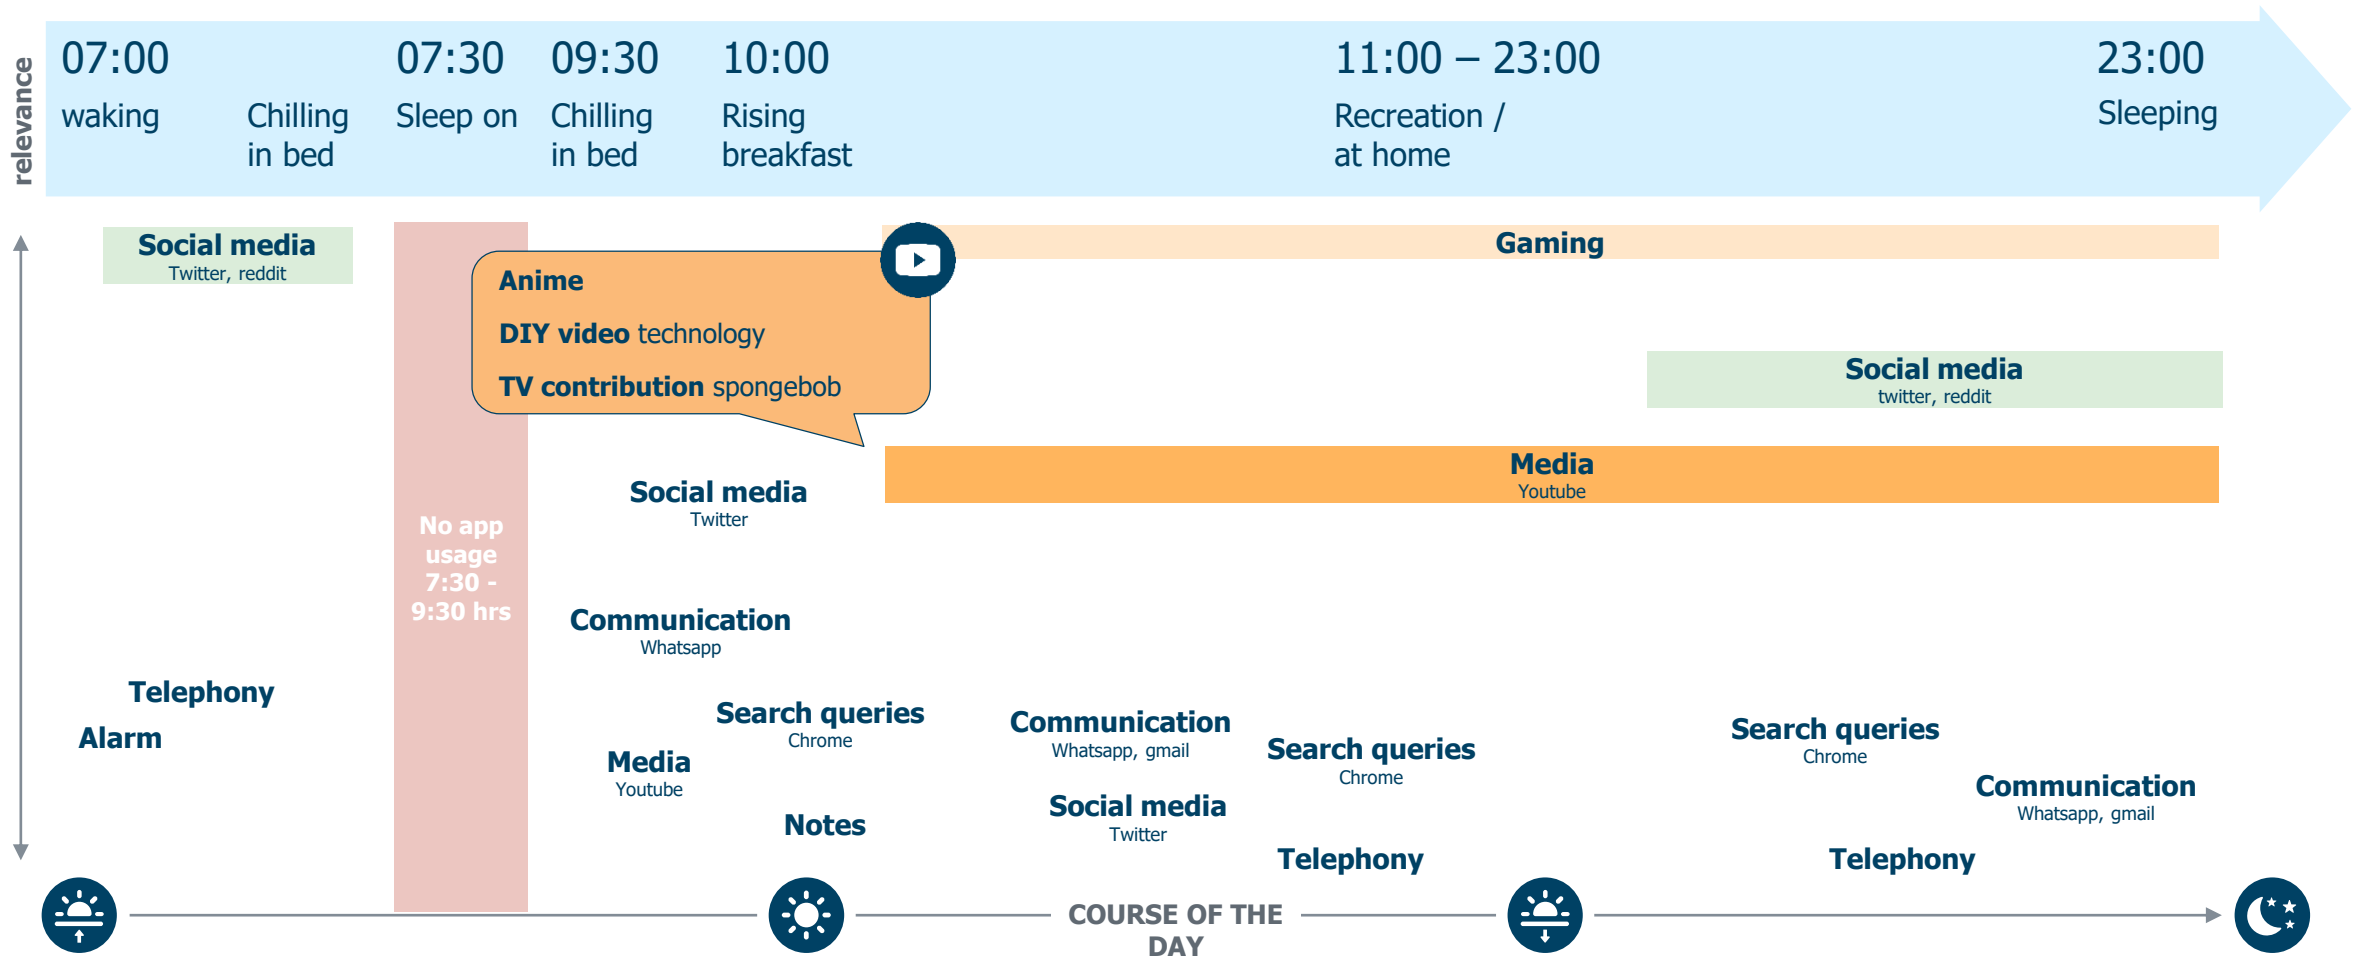 relevance
07:00
waking
Chilling
in bed
07:30
Sleep on
09:30
Chilling
in bed
10:00
Rising
breakfast
11:00 – 23:00
Recreation /
at home
23:00
Sleeping
Social media
Twitter, reddit
Gaming
Anime
DIY video technology
TV contribution spongebob
Social media
twitter, reddit
Media
Youtube
Social media
Twitter
No app
usage
7:30 -
9:30 hrs
Communication
Whatsapp
Telephony
Alarm
Search queries
Chrome
Media
Youtube
Notes
Communication
Whatsapp, gmail
Social media
Twitter
Search queries
Chrome
Telephony
Search queries
Chrome
Communication
Whatsapp, gmail
Telephony
COURSE OF THE
DAY